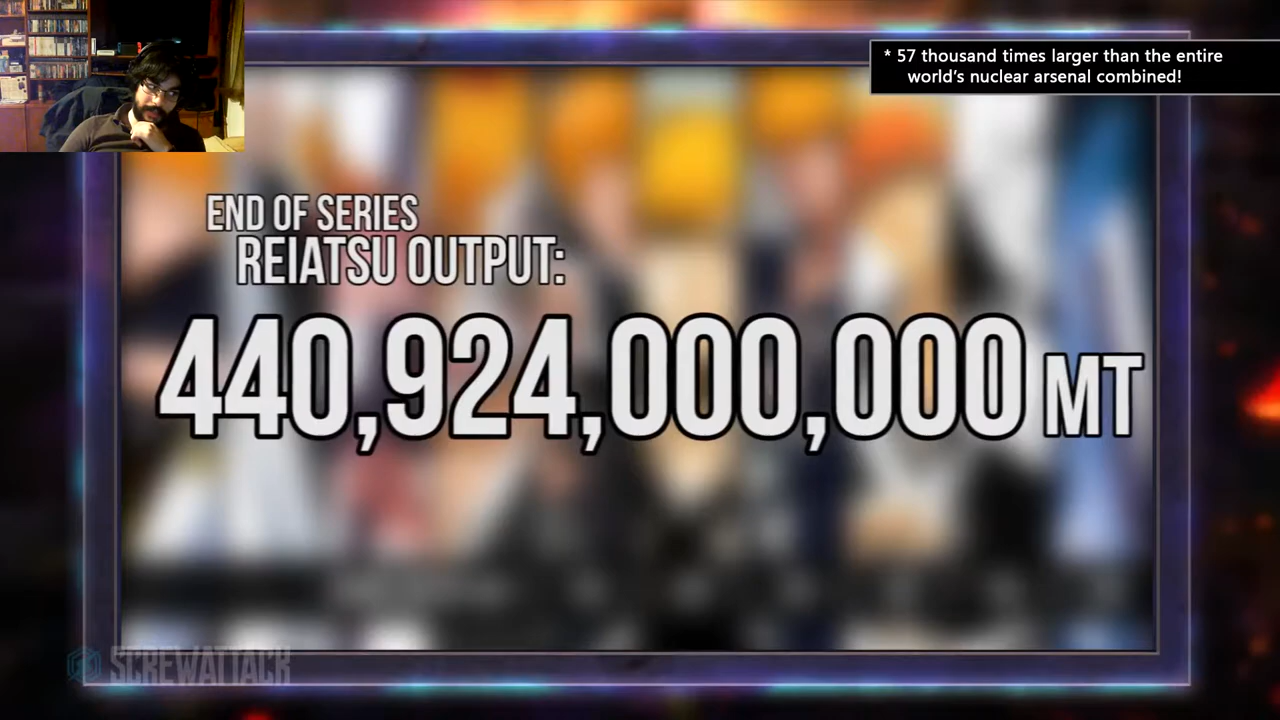 * 57 thousand times larger than the entire
world's nuclear arsenal combined!
END OF SERIES
REIATSU OUTPUT:
440,924,000,000 MT
SCREWATTACK